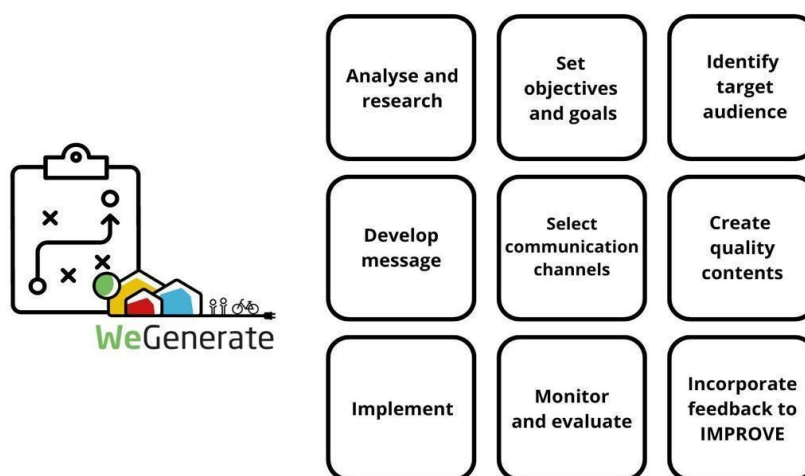 Analyse and
research
Set
objectives
and goals
Identify
target
audience
Develop
message
Select
communication
channels
Create
quality
contents
WeGenerate
Implement
Monitor
and evaluate
Incorporate
feedback to
IMPROVE